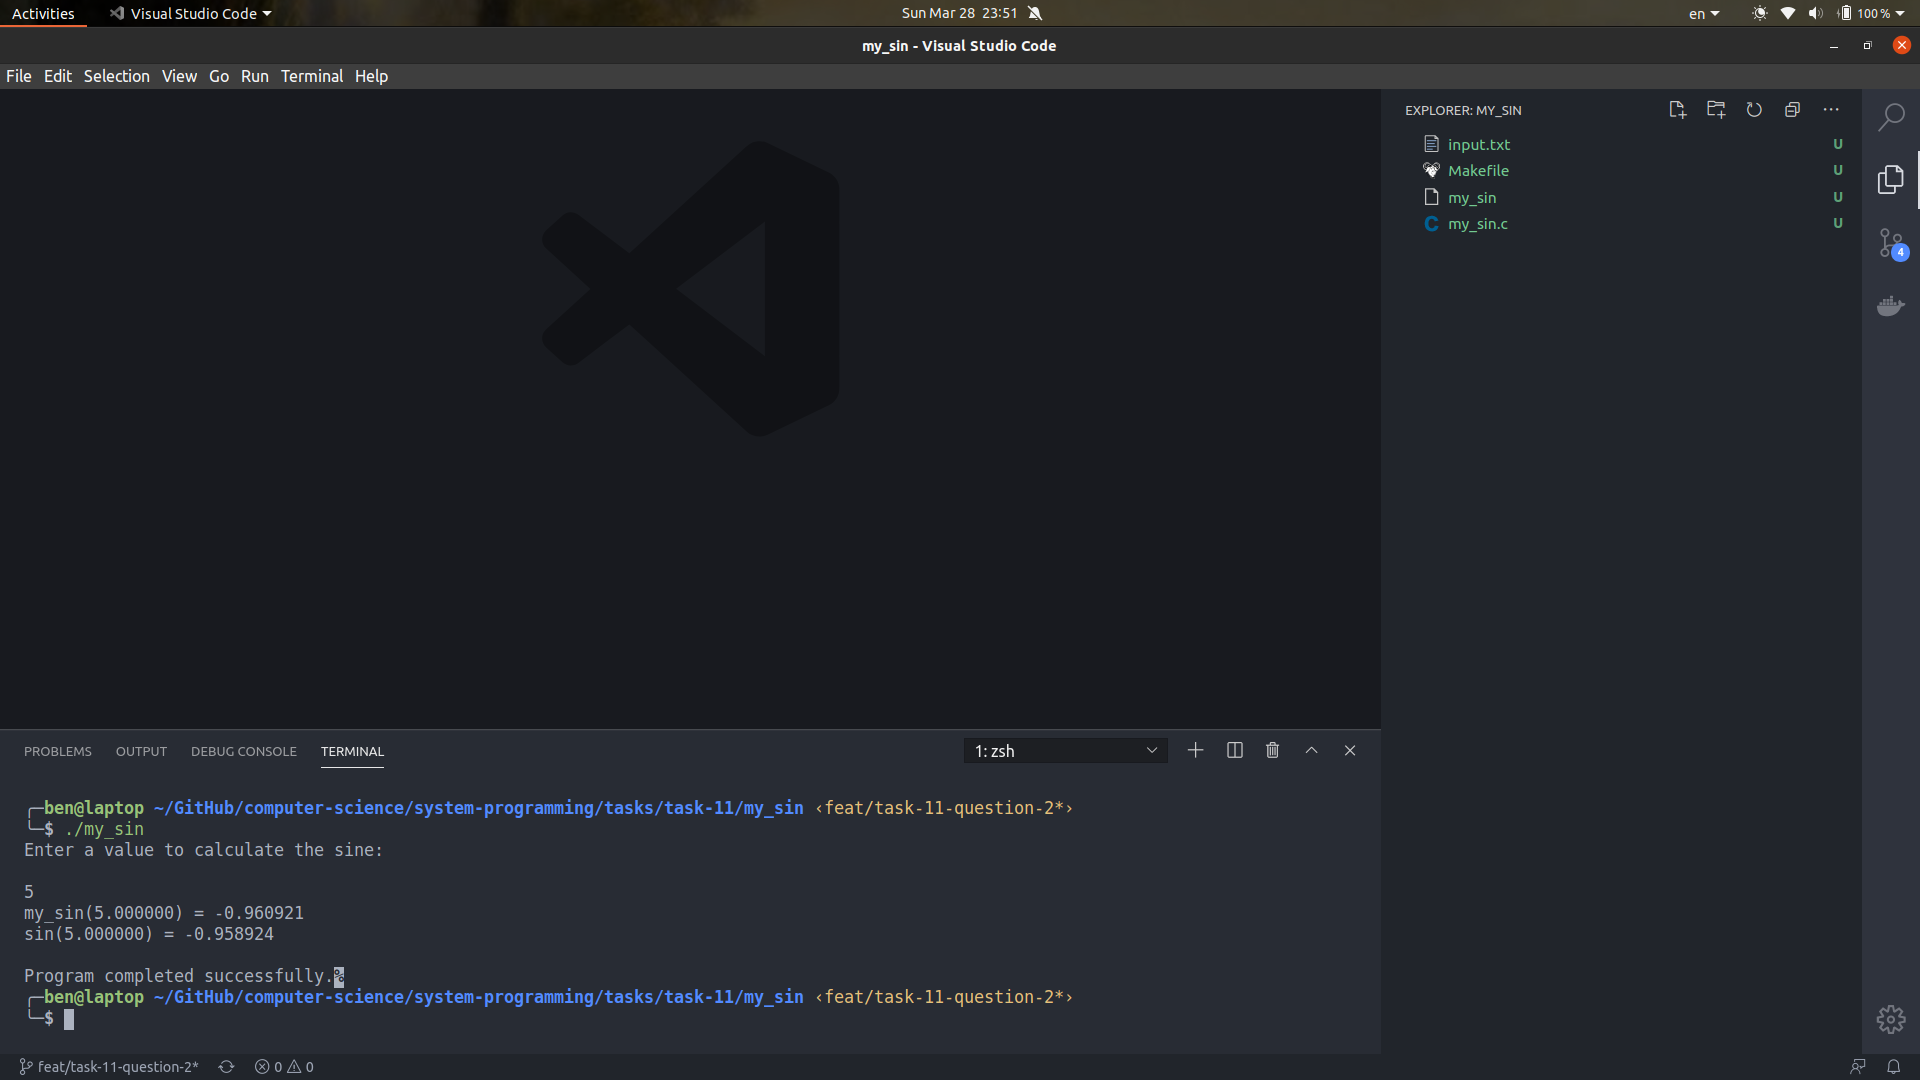 Activities Visual Studio Code Sun Mar 28 23:51 en 100 %
my_sin - Visual Studio Code
File Edit Selection View Go Run Terminal Help
EXPLORER: MY_SIN
input.txt U
Makefile U
my_sin U
C my_sin.c U
4
PROBLEMS OUTPUT DEBUG CONSOLE TERMINAL 1: zsh
╭─ben@laptop ~/GitHub/computer-science/system-programming/tasks/task-11/my_sin ‹feat/task-11-question-2*›
╰─$ ./my_sin
Enter a value to calculate the sine:
5
my_sin(5.000000) = -0.960921
sin(5.000000) = -0.958924
Program completed successfully.%
╭─ben@laptop ~/GitHub/computer-science/system-programming/tasks/task-11/my_sin ‹feat/task-11-question-2*›
╰─$
feat/task-11-question-2* 0 0